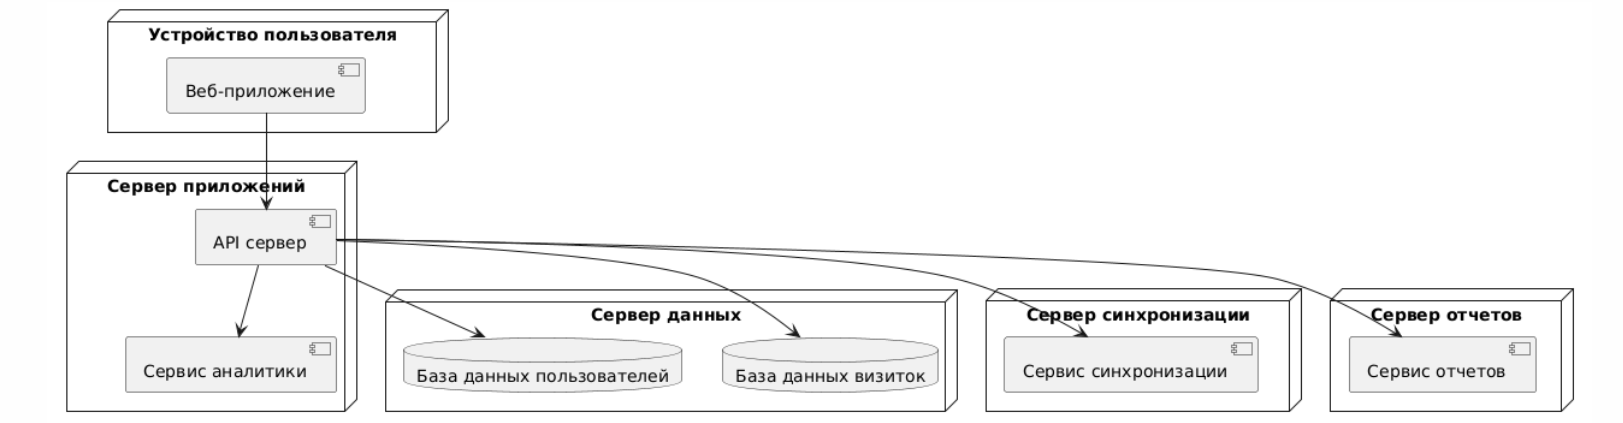 Устройство пользователя
Веб-приложение
Сервер приложений
API сервер
Сервис аналитики
Сервер данных
База данных пользователей
База данных визиток
Сервер синхронизации
Сервис синхронизации
Сервер отчетов
Сервис отчетов